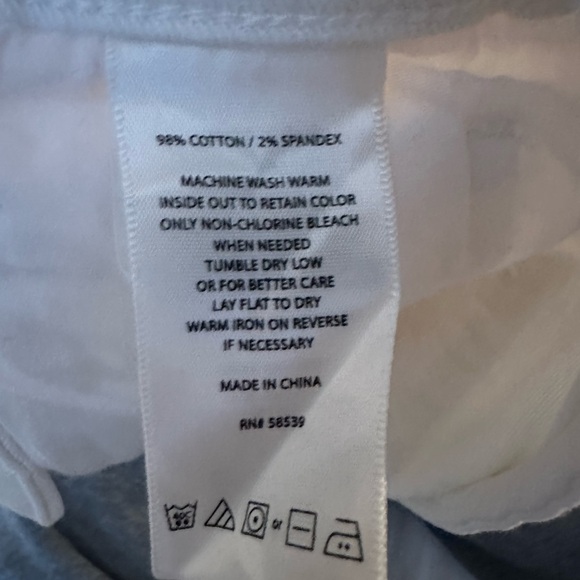 98% COTTON / 2% SPANDEX
MACHINE WASH WARM
INSIDE OUT TO RETAIN COLOR
ONLY NON-CHLORINE BLEACH
WHEN NEEDED
TUMBLE DRY LOW
OR FOR BETTER CARE
LAY FLAT TO DRY
WARM IRON ON REVERSE
IF NECESSARY
MADE IN CHINA
RN# 58539
40C or